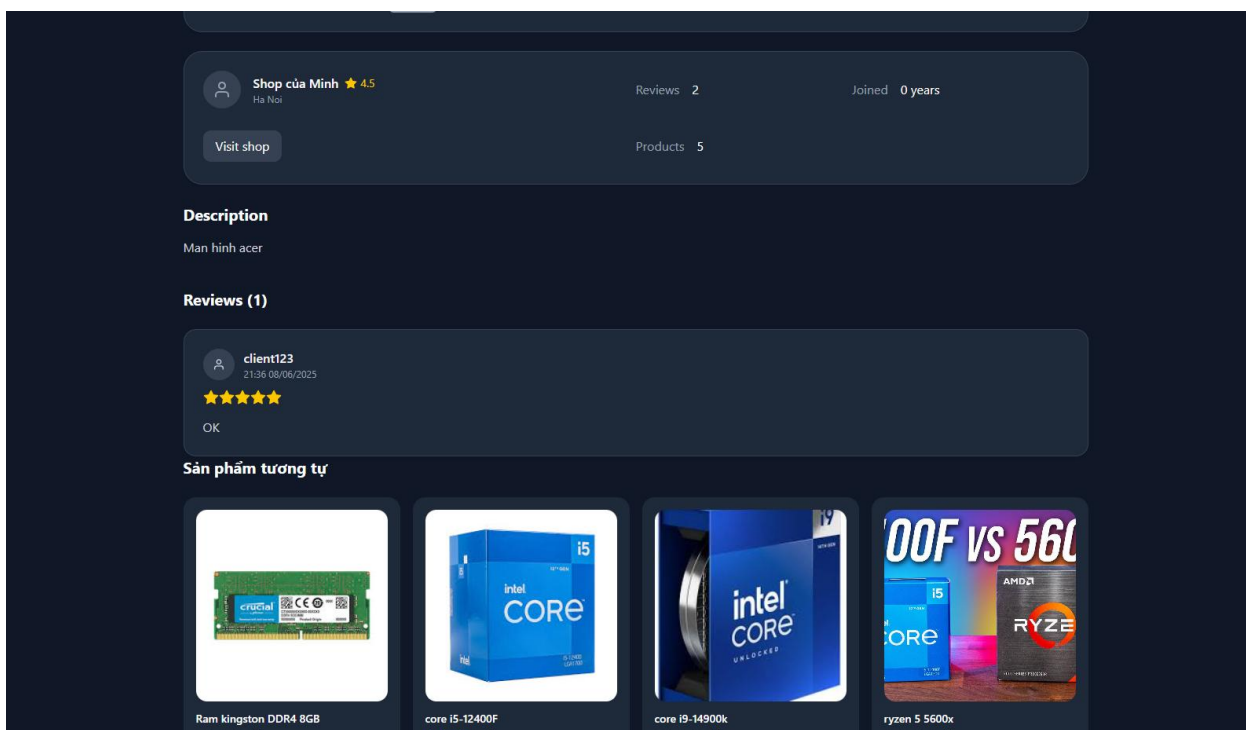 Shop của Minh 4.5
Ha Noi
Reviews 2
Joined 0 years
Visit shop
Products 5
Description
Man hinh acer
Reviews (1)
client123
21:36 08/06/2025
OK
Sản phẩm tương tự
crucial
i5
intel
CORE
intel
i9
intel
CORE
UNLOCKED
00F VS 560
AMD
i5
ORE
RYZE
Ram kingston DDR4 8GB
core i5-12400F
core i9-14900k
ryzen 5 5600x